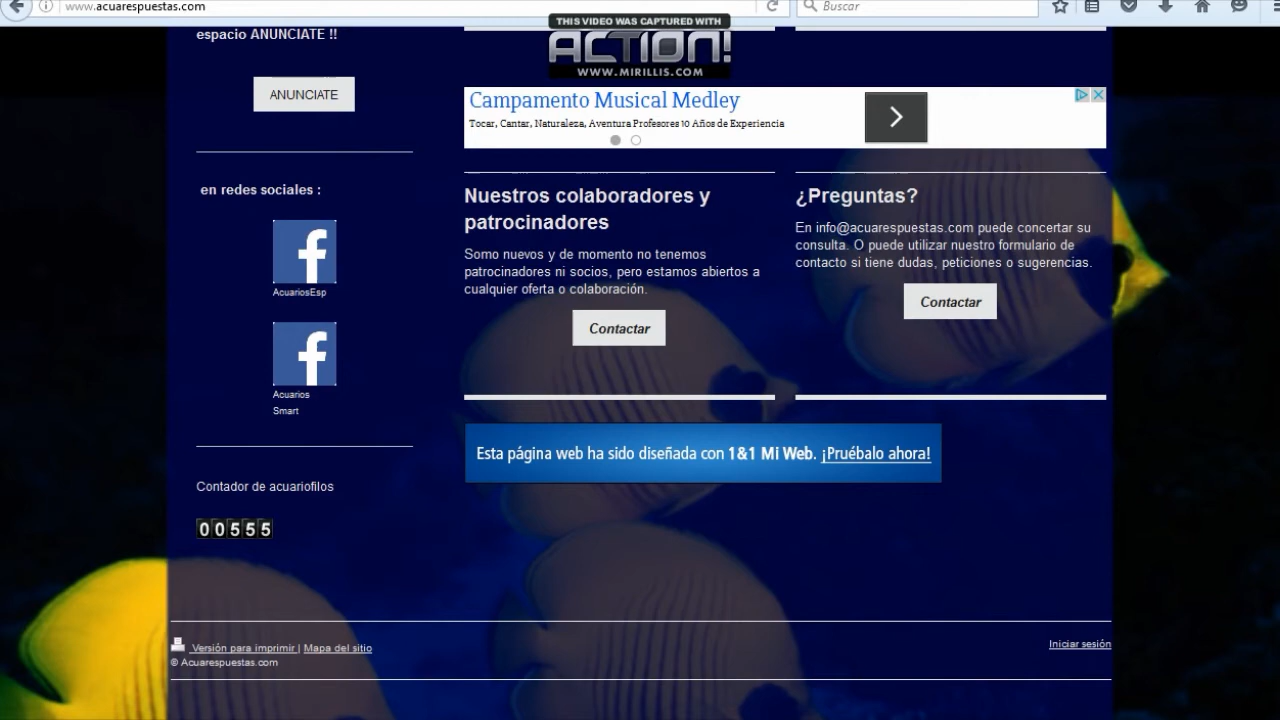 www.acuarespuestas.com
Buscar
THIS VIDEO WAS CAPTURED WITH
ACTION!
WWW.MIRILLIS.COM
espacio ANUNCIATE !!
ANUNCIATE
en redes sociales :
AcuariosEsp
Acuarios
Smart
Contador de acuariofilos
00555
Campamento Musical Medley
Tocar, Cantar, Naturaleza, Aventura Profesores 10 Años de Experiencia
Nuestros colaboradores y
patrocinadores
Somo nuevos y de momento no tenemos
patrocinadores ni socios, pero estamos abiertos a
cualquier oferta o colaboración.
Contactar
¿Preguntas?
En info@acuarespuestas.com puede concertar su
consulta. O puede utilizar nuestro formulario de
contacto si tiene dudas, peticiones o sugerencias.
Contactar
Esta página web ha sido diseñada con 1&1 Mi Web. ¡Pruébalo ahora!
Versión para imprimir | Mapa del sitio
© Acuarespuestas.com
Iniciar sesión